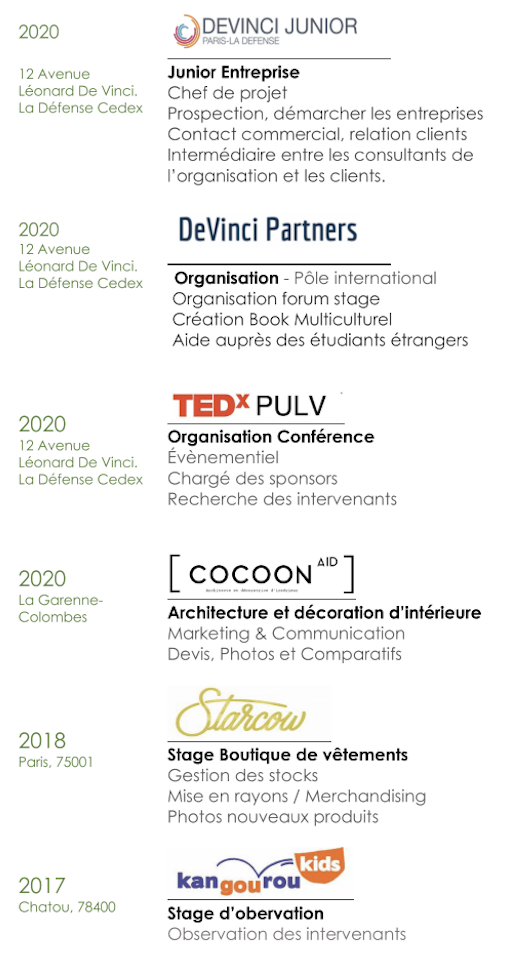 2020
DEVINCI JUNIOR
PARIS-LA DEFENSE
12 Avenue
Léonard De Vinci.
La Défense Cedex
Junior Entreprise
Chef de projet
Prospection, démarcher les entreprises
Contact commercial, relation clients
Intermédiaire entre les consultants de
l'organisation et les clients.
2020
12 Avenue
Léonard De Vinci.
La Défense Cedex
DeVinci Partners
Organisation - Pôle international
Organisation forum stage
Création Book Multiculturel
Aide auprès des étudiants étrangers
2020
12 Avenue
Léonard De Vinci.
La Défense Cedex
TEDx PULV
Organisation Conférence
Évènementiel
Chargé des sponsors
Recherche des intervenants
2020
La Garenne-
Colombes
[COCOON AID]
Architecte et décoratrice d'intérieur
Architecture et décoration d'intérieure
Marketing & Communication
Devis, Photos et Comparatifs
2018
Paris, 75001
Starcow
Stage Boutique de vêtements
Gestion des stocks
Mise en rayons / Merchandising
Photos nouveaux produits
2017
Chatou, 78400
kangourou kids
Stage d'obervation
Observation des intervenants